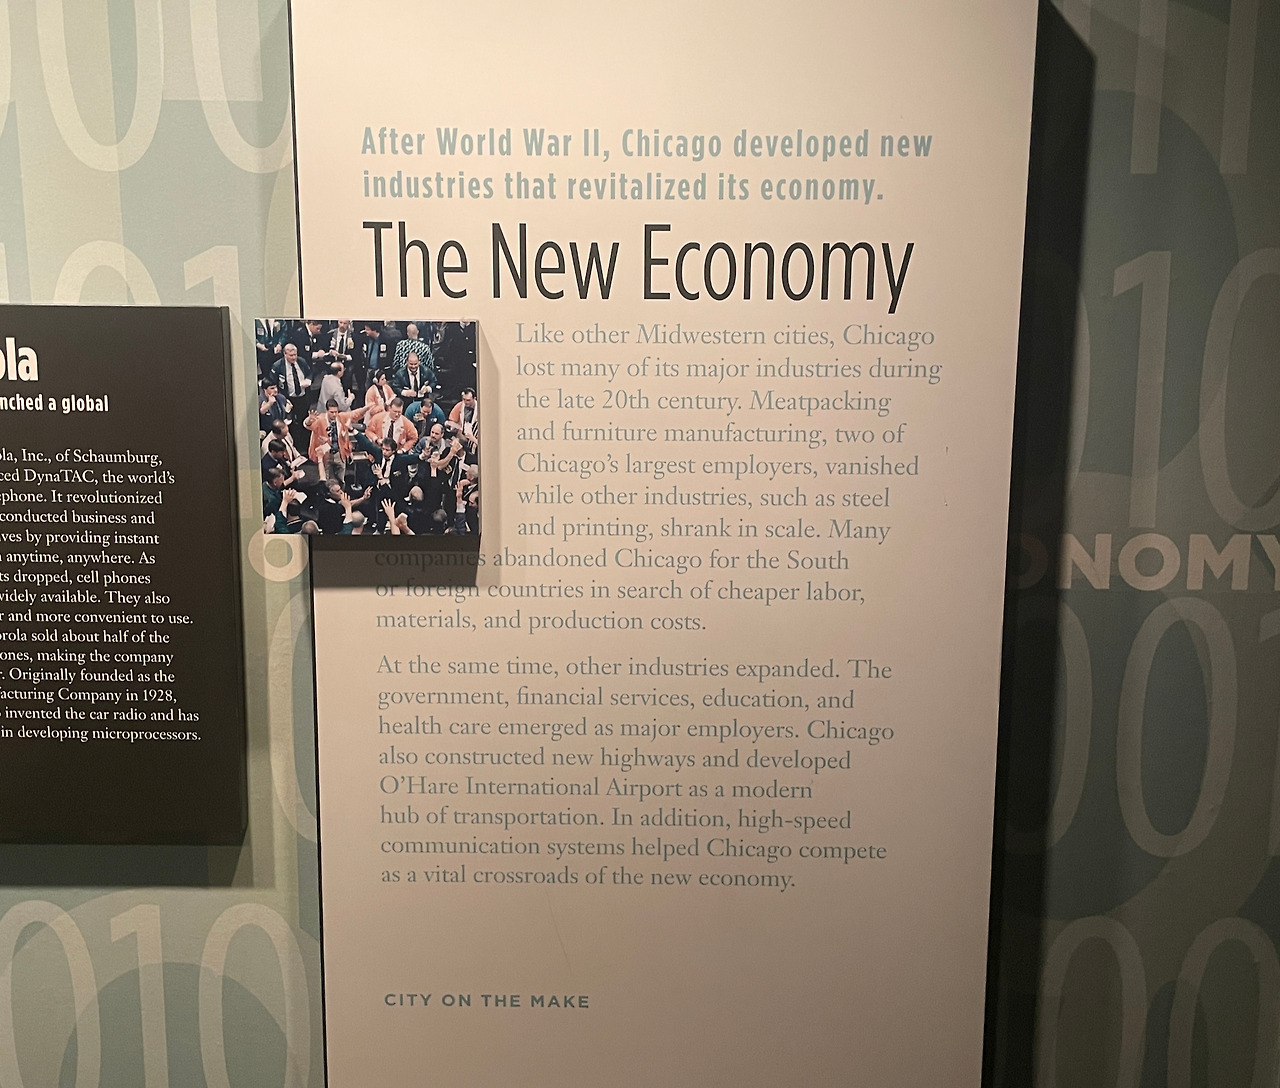 After World War II, Chicago developed new
industries that revitalized its economy.
The New Economy
Like other Midwestern cities, Chicago
lost many of its major industries during
the late 20th century. Meatpacking
and furniture manufacturing, two of
Chicago's largest employers, vanished
while other industries, such as steel
and printing, shrank in scale. Many
companies abandoned Chicago for the South
or foreign countries in search of cheaper labor,
materials, and production costs.
At the same time, other industries expanded. The
government, financial services, education, and
health care emerged as major employers. Chicago
also constructed new highways and developed
O'Hare International Airport as a modern
hub of transportation. In addition, high-speed
communication systems helped Chicago compete
as a vital crossroads of the new economy.
CITY ON THE MAKE
ola
nched a global
ola, Inc., of Schaumburg,
ced DynaTAC, the world's
ephone. It revolutionized
conducted business and
ves by providing instant
anytime, anywhere. As
ts dropped, cell phones
widely available. They also
r and more convenient to use.
orola sold about half of the
ones, making the company
r. Originally founded as the
facturing Company in 1928,
invented the car radio and has
in developing microprocessors.
O
ONOMY
00
010
010
001
00